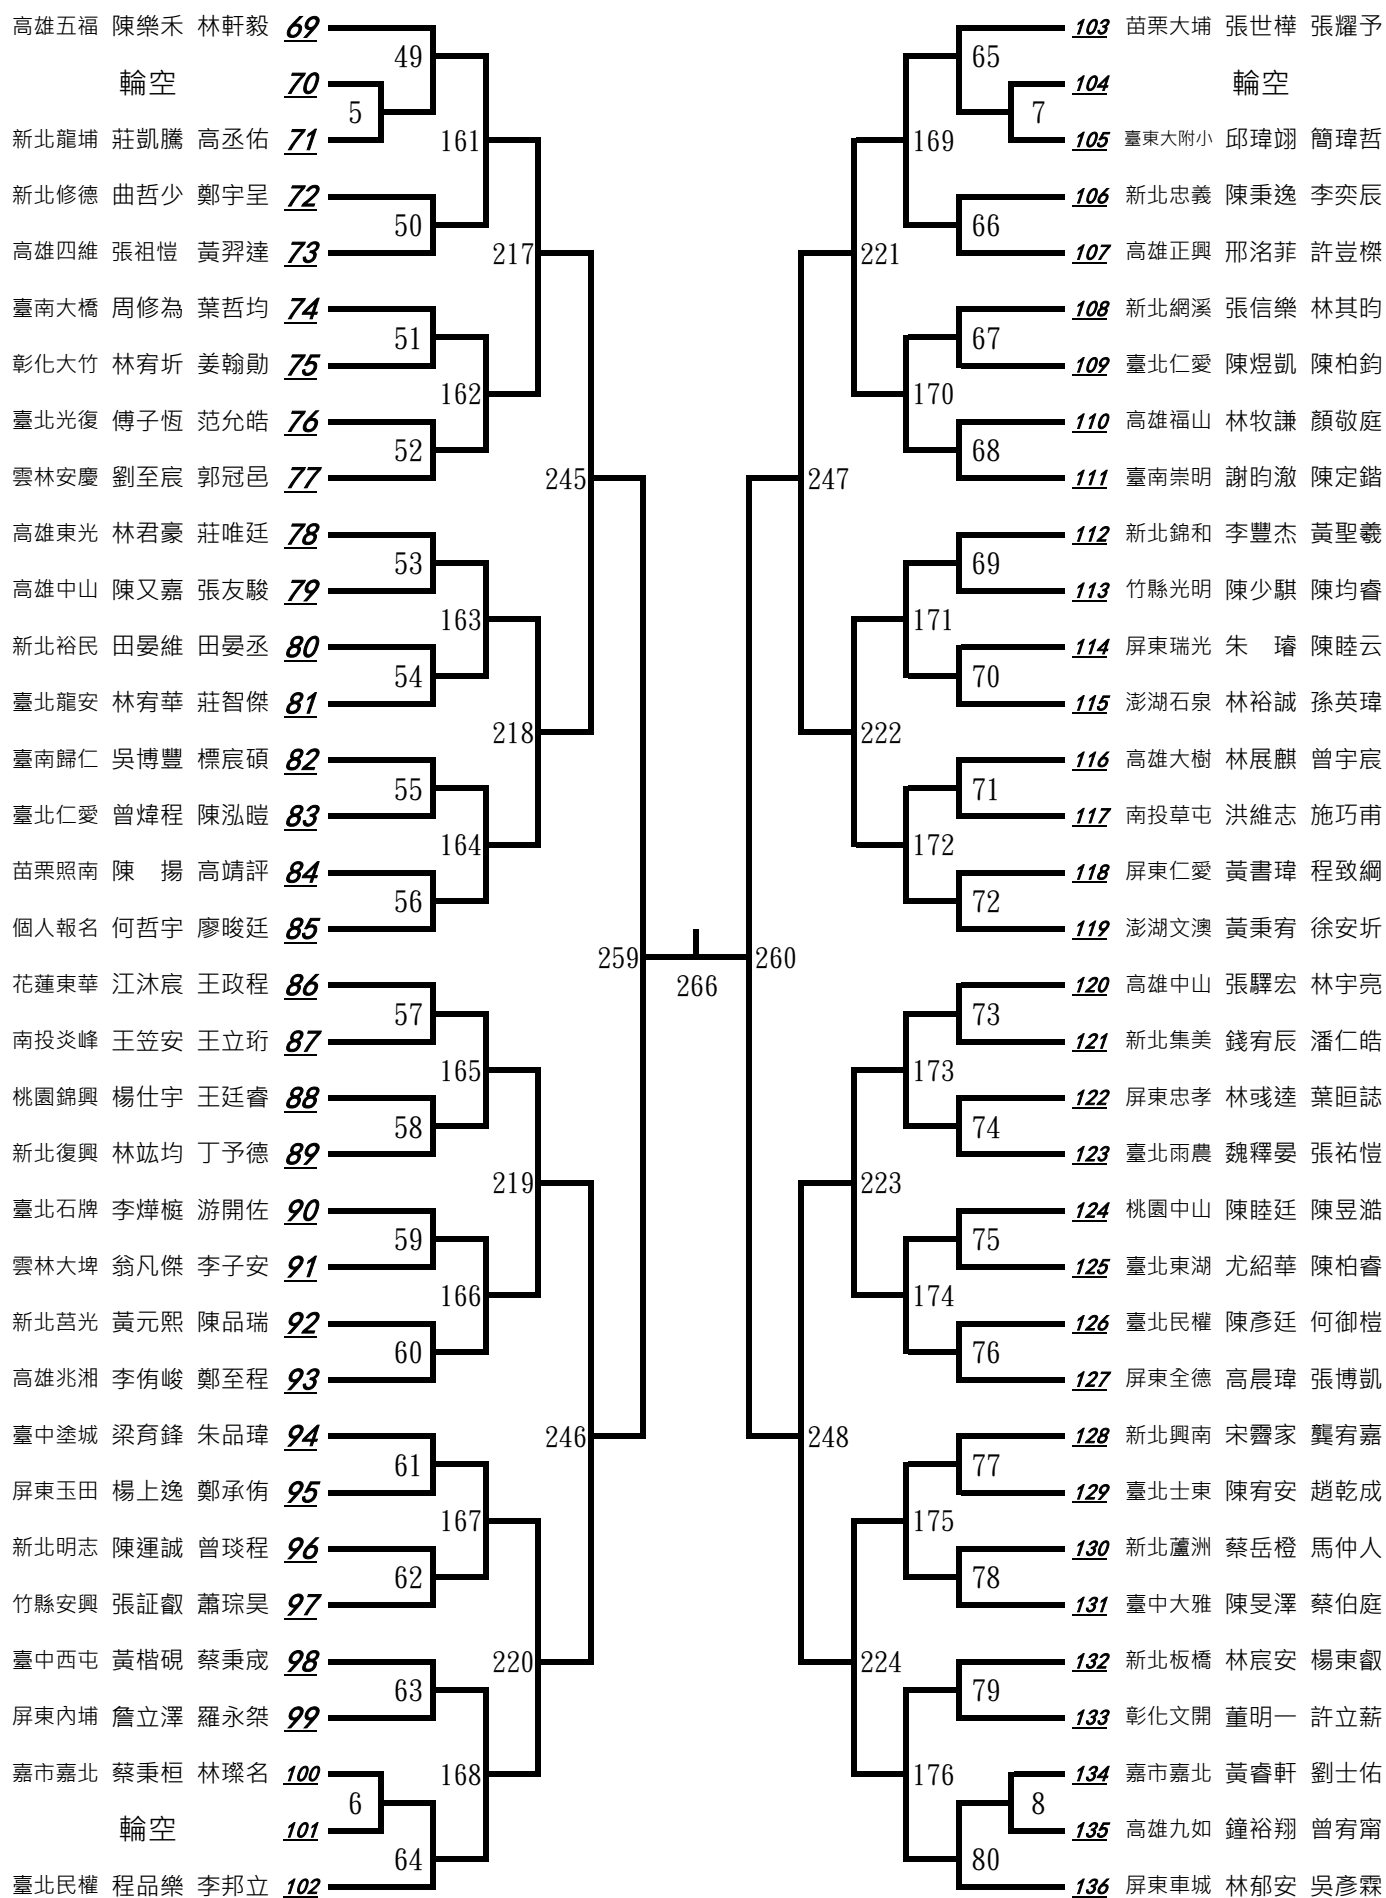 高雄五福 陳樂禾 林軒毅 69
49
輪空 70
5
新北龍埔 莊凱騰 高丞佑 71
161
新北修德 曲哲少 鄭宇呈 72
50
高雄四維 張祖愷 黃羿達 73
217
臺南大橋 周修為 葉哲均 74
51
彰化大竹 林宥圻 姜翰勛 75
162
臺北光復 傅子恆 范允皓 76
52
雲林安慶 劉至宸 郭冠邑 77
245
高雄東光 林君豪 莊唯廷 78
53
高雄中山 陳又嘉 張友駿 79
163
新北裕民 田晏維 田晏丞 80
54
臺北龍安 林宥華 莊智傑 81
218
臺南歸仁 吳博豐 標宸碩 82
55
臺北仁愛 曾煒程 陳泓暟 83
164
苗栗照南 陳　揚 高靖評 84
56
個人報名 何哲宇 廖晙廷 85
259
花蓮東華 江沐宸 王政程 86
57
南投炎峰 王笠安 王立珩 87
165
桃園錦興 楊仕宇 王廷睿 88
58
新北復興 林竑均 丁予德 89
219
臺北石牌 李燁梃 游開佐 90
59
雲林大埤 翁凡傑 李子安 91
166
新北莒光 黃元熙 陳品瑞 92
60
高雄兆湘 李侑峻 鄭至程 93
246
臺中塗城 梁育鋒 朱品瑋 94
61
屏東玉田 楊上逸 鄭承侑 95
167
新北明志 陳運誠 曾琰程 96
62
竹縣安興 張証叡 蕭琮昊 97
220
臺中西屯 黃楷硯 蔡秉宬 98
63
屏東內埔 詹立澤 羅永桀 99
168
嘉市嘉北 蔡秉桓 林璨名 100
6
輪空 101
64
臺北民權 程品樂 李邦立 102
266
103 苗栗大埔 張世樺 張耀予
65
104 輪空
7
105 臺東大附小 邱瑋翊 簡瑋哲
169
106 新北忠義 陳秉逸 李奕辰
66
107 高雄正興 邢洺菲 許豈榤
221
108 新北網溪 張信樂 林其昀
67
109 臺北仁愛 陳煜凱 陳柏鈞
170
110 高雄福山 林牧謙 顏敬庭
68
111 臺南崇明 謝昀澈 陳定鍇
247
112 新北錦和 李豐杰 黃聖羲
69
113 竹縣光明 陳少騏 陳均睿
171
114 屏東瑞光 朱　璿 陳睦云
70
115 澎湖石泉 林裕誠 孫英瑋
222
116 高雄大樹 林展麒 曾宇宸
71
117 南投草屯 洪維志 施巧甫
172
118 屏東仁愛 黃書瑋 程致綱
72
119 澎湖文澳 黃秉宥 徐安圻
260
120 高雄中山 張驛宏 林宇亮
73
121 新北集美 錢宥辰 潘仁皓
173
122 屏東忠孝 林彧逵 葉晅誌
74
123 臺北雨農 魏釋晏 張祐愷
223
124 桃園中山 陳睦廷 陳昱澔
75
125 臺北東湖 尤紹華 陳柏睿
174
126 臺北民權 陳彥廷 何御榿
76
127 屏東全德 高晨瑋 張博凱
248
128 新北興南 宋霽家 龔宥嘉
77
129 臺北士東 陳宥安 趙乾成
175
130 新北蘆洲 蔡岳橙 馬仲人
78
131 臺中大雅 陳旻澤 蔡伯庭
224
132 新北板橋 林宸安 楊東叡
79
133 彰化文開 董明一 許立薪
176
134 嘉市嘉北 黃睿軒 劉士佑
8
135 高雄九如 鐘裕翔 曾宥甯
80
136 屏東車城 林郁安 吳彥霖